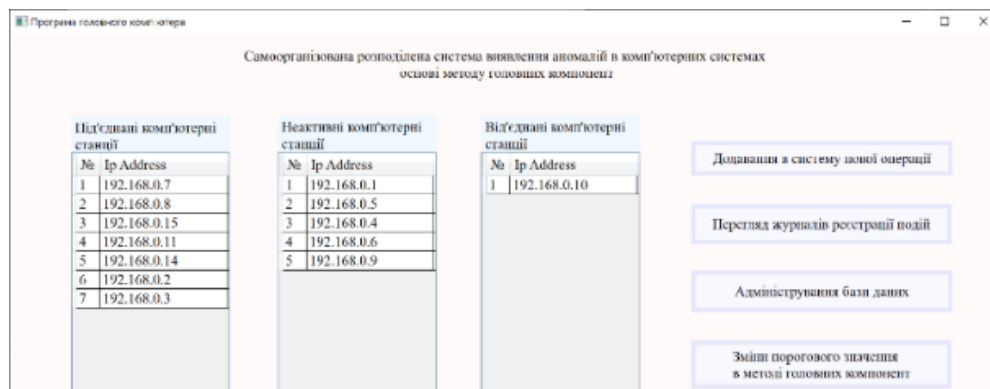 Програма головного комп'ютера
Самоорганізована розподілена система виявлення аномалій в комп'ютерних системах
основі методу головних компонент
Під'єднані комп'ютерні
станції
№ Ip Address
1 192.168.0.7
2 192.168.0.8
3 192.168.0.15
4 192.168.0.11
5 192.168.0.14
6 192.168.0.2
7 192.168.0.3
Неактивні комп'ютерні
станції
№ Ip Address
1 192.168.0.1
2 192.168.0.5
3 192.168.0.4
4 192.168.0.6
5 192.168.0.9
Від'єднані комп'ютерні
станції
№ Ip Address
1 192.168.0.10
Додавання в систему нової операції
Перегляд журналів реєстрації подій
Адміністрування бази даних
Зміни порогового значення
в методі головних компонент